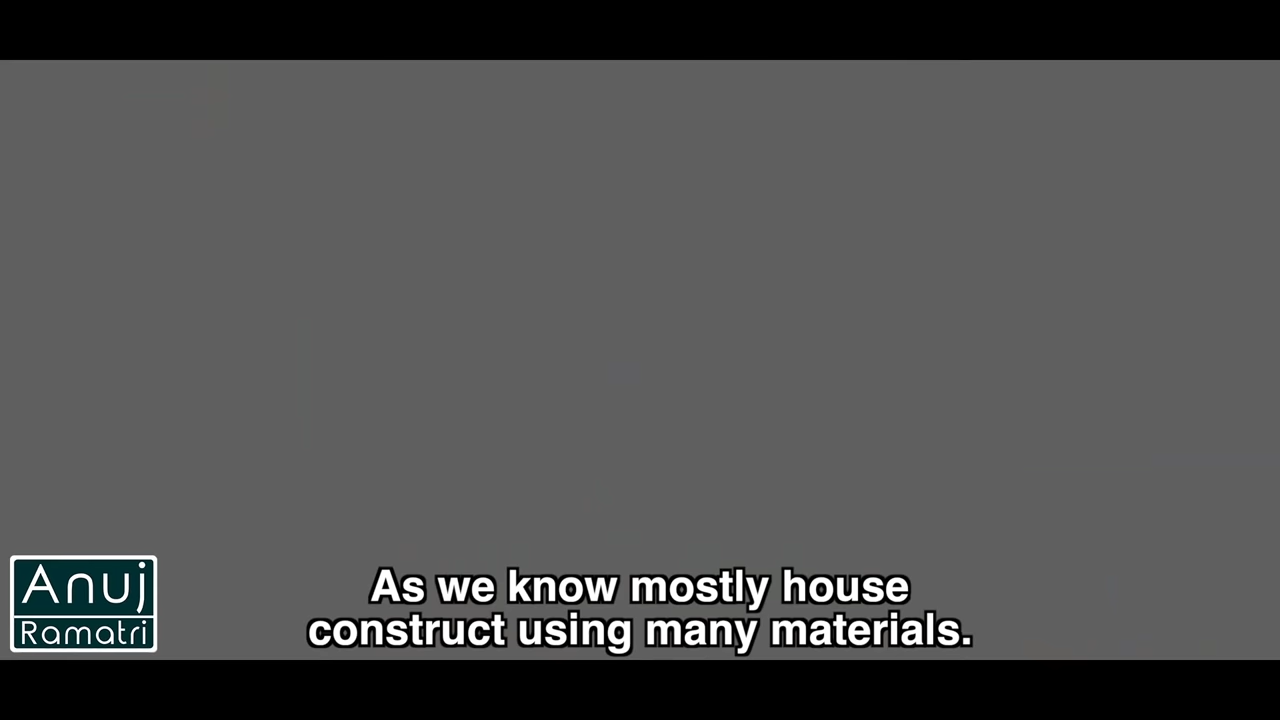 As we know mostly house
construct using many materials.
Anuj
Ramatri